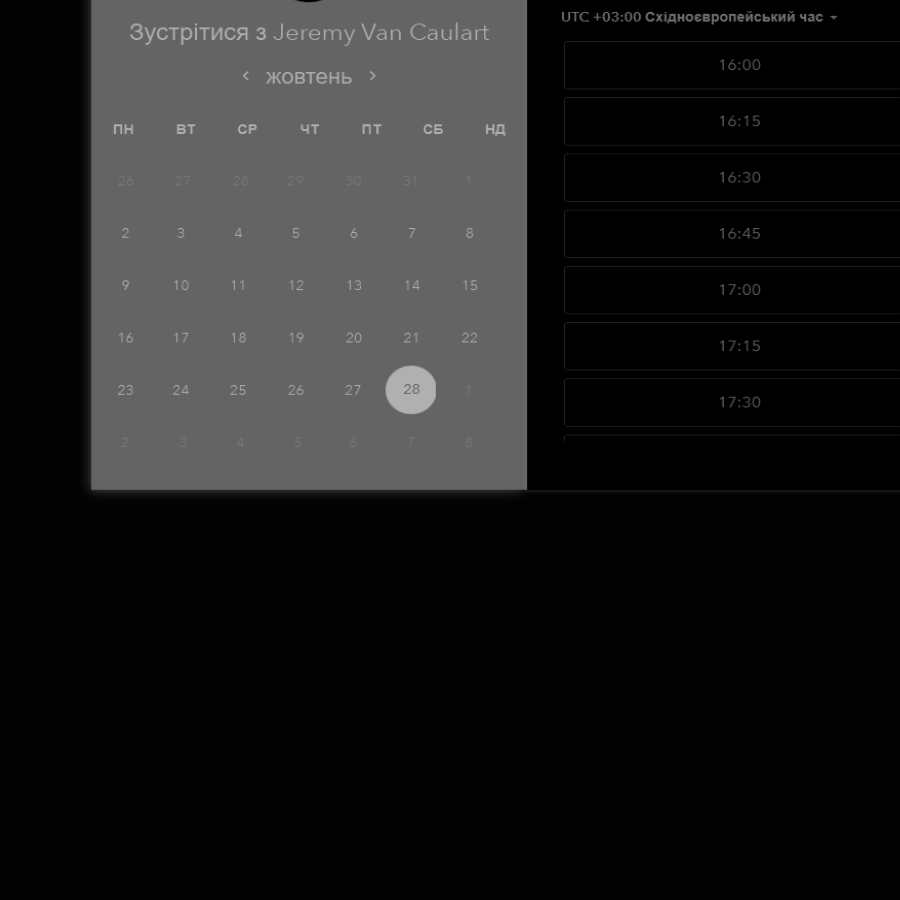 Зустрітися з Jeremy Van Caulart
жовтень
ПН ВТ СР ЧТ ПТ СБ НД
26 27 28 29 30 31 1
2 3 4 5 6 7 8
9 10 11 12 13 14 15
16 17 18 19 20 21 22
23 24 25 26 27 28 1
2 3 4 5 6 7 8
UTC +03:00 Східноєвропейський час
16:00
16:15
16:30
16:45
17:00
17:15
17:30